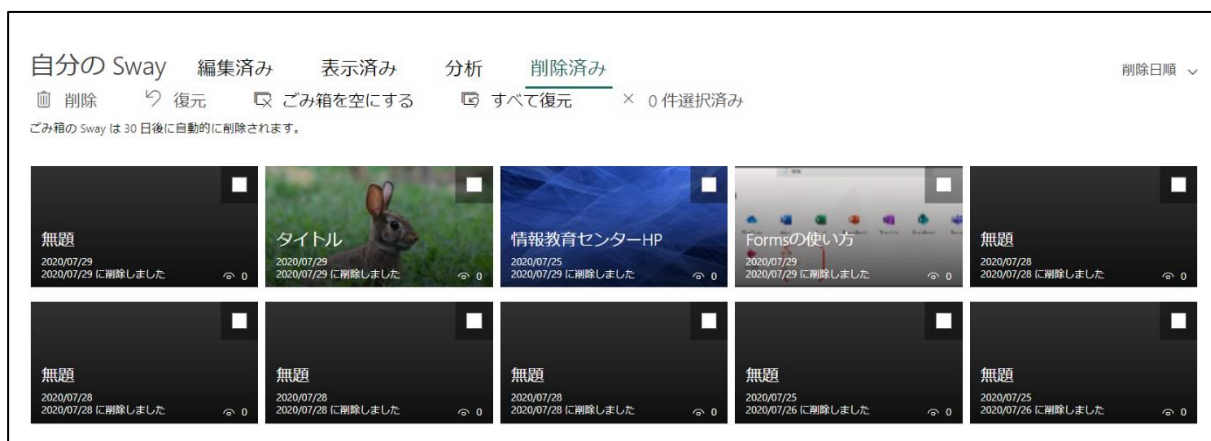 自分の Sway 編集済み 表示済み 分析 削除済み 削除日順
削除 復元 ごみ箱を空にする すべて復元 × 0 件選択済み
ごみ箱の Sway は 30 日後に自動的に削除されます。
無題
2020/07/29
2020/07/29 に削除しました 0
タイトル
2020/07/29
2020/07/29 に削除しました 0
情報教育センターHP
2020/07/25
2020/07/29 に削除しました 0
Formsの使い方
2020/07/29
2020/07/29 に削除しました 0
無題
2020/07/28
2020/07/28 に削除しました 0
無題
2020/07/28
2020/07/28 に削除しました 0
無題
2020/07/28
2020/07/28 に削除しました 0
無題
2020/07/28
2020/07/28 に削除しました 0
無題
2020/07/25
2020/07/26 に削除しました 0
無題
2020/07/25
2020/07/26 に削除しました 0